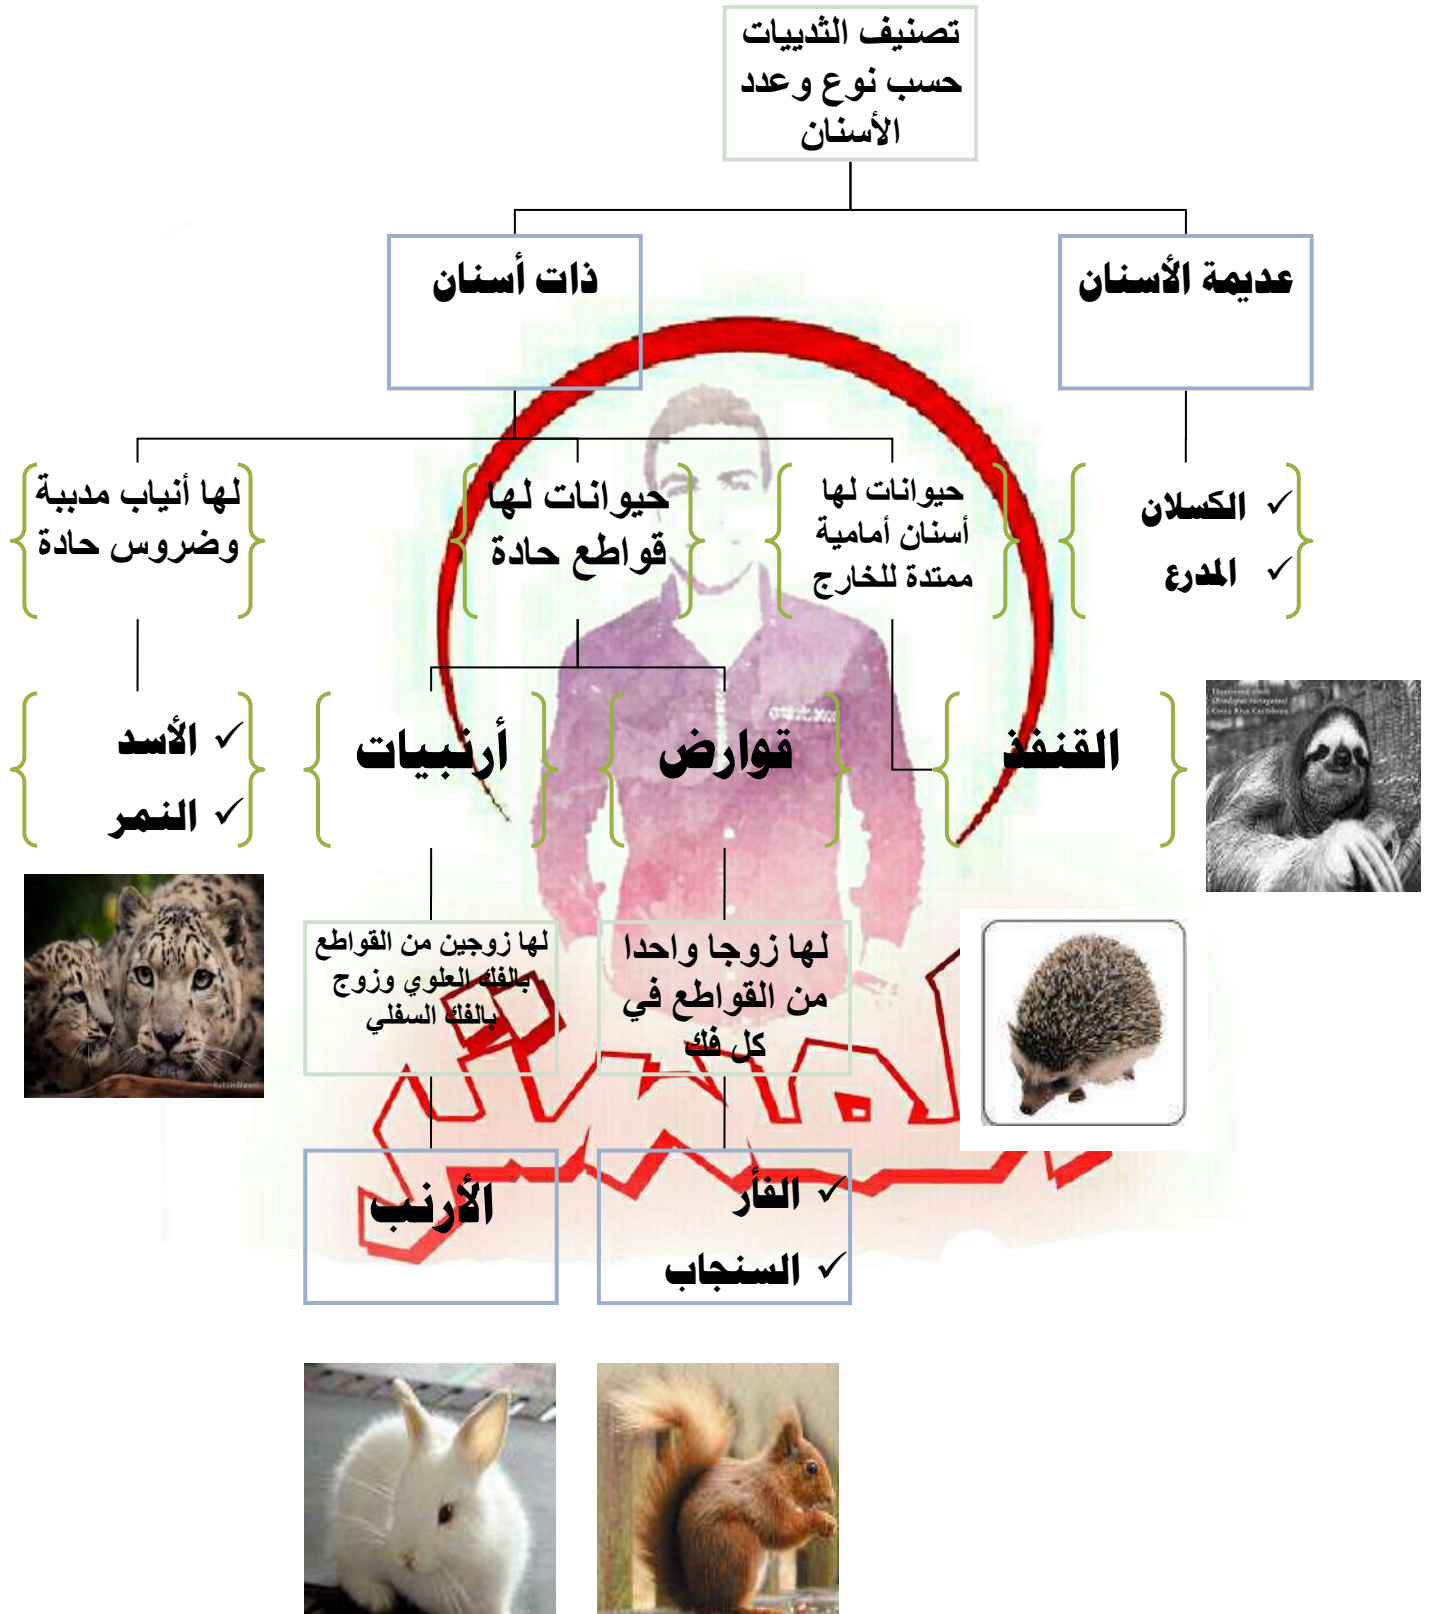 تصنيف الثدييات
حسب نوع وعدد
الأسنان
عديمة الأسنان
ذات أسنان
✓ الكسلان
✓ المدرع
حيوانات لها
أسنان أمامية
ممتدة للخارج
حيوانات لها
قواطع حادة
لها أنياب مدببة
وضروس حادة
القنفذ
قوارض
أرنبيات
✓ الأسد
✓ النمر
لها زوجا واحدا
من القواطع في
كل فك
لها زوجين من القواطع
بالفك العلوي وزوج
بالفك السفلي
✓ الفأر
✓ السنجاب
الأرنب